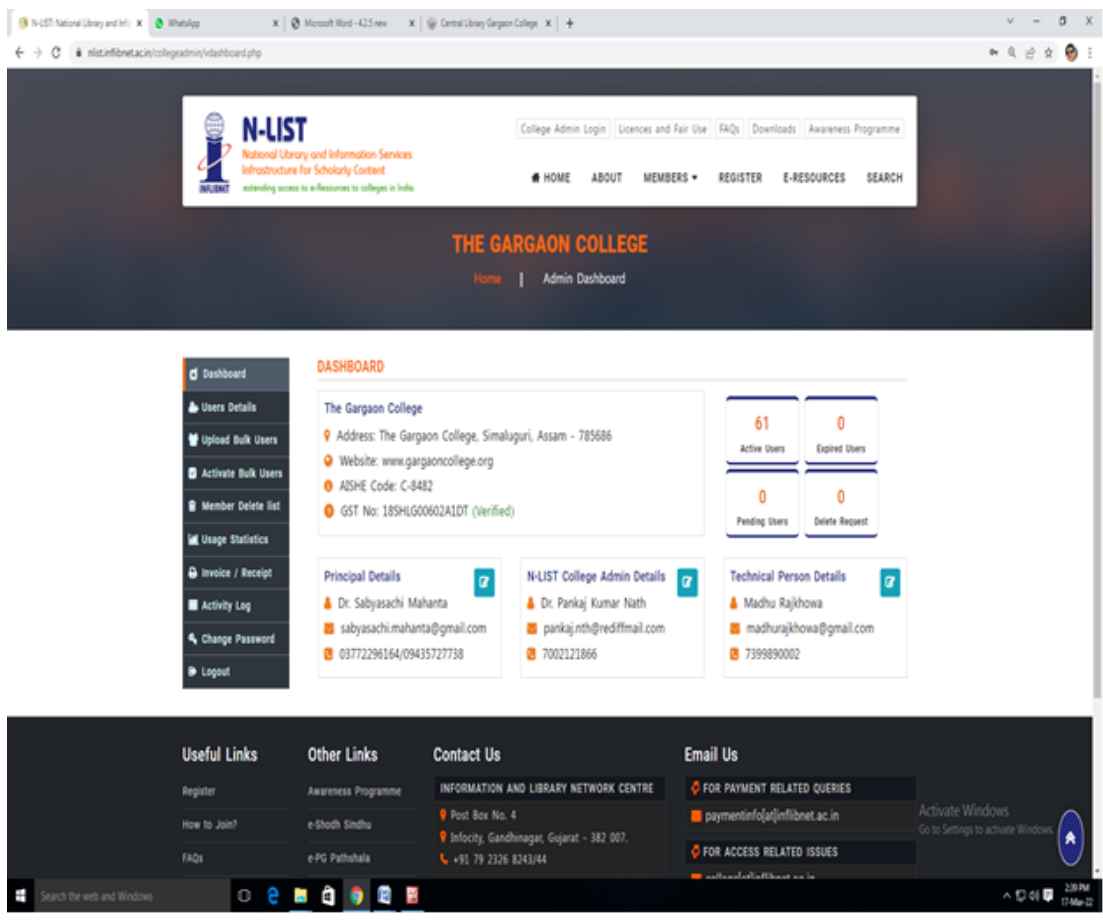 N-LIST: National Library and Inf
WhatsApp
Microsoft Word - 4.2.5 new
Central Library Gargaon College
nlist.inflibnet.ac.in/collegeadmin/vdashboard.php
INFLIBNET
N-LIST
National Library and Information Services
Infrastructure for Scholarly Content
extending access to e-Resources to colleges in India
College Admin Login
Licences and Fair Use
FAQs
Downloads
Awareness Programme
HOME
ABOUT
MEMBERS
REGISTER
E-RESOURCES
SEARCH
THE GARGAON COLLEGE
Home | Admin Dashboard
Dashboard
Users Details
Upload Bulk Users
Activate Bulk Users
Member Delete list
Usage Statistics
Invoice / Receipt
Activity Log
Change Password
Logout
DASHBOARD
The Gargaon College
Address: The Gargaon College, Simaluguri, Assam - 785686
Website: www.gargaoncollege.org
AISHE Code: C-8482
GST No: 18SHLG00602A1DT (Verified)
61
Active Users
0
Expired Users
0
Pending Users
0
Delete Request
Principal Details
Dr. Sabyasachi Mahanta
sabyasachi.mahanta@gmail.com
03772296164/09435727738
N-LIST College Admin Details
Dr. Pankaj Kumar Nath
pankaj.nth@rediffmail.com
7002121866
Technical Person Details
Madhu Rajkhowa
madhurajkhowa@gmail.com
7399890002
Useful Links
Register
How to Join?
FAQs
Other Links
Awareness Programme
e-Shodh Sindhu
e-PG Pathshala
Contact Us
INFORMATION AND LIBRARY NETWORK CENTRE
Post Box No. 4
Infocity, Gandhinagar, Gujarat - 382 007.
+91 79 2326 8243/44
Email Us
FOR PAYMENT RELATED QUERIES
paymentinfo[at]inflibnet.ac.in
FOR ACCESS RELATED ISSUES
Activate Windows
Go to Settings to activate Windows.
Search the web and Windows
2:39 PM
17-Mar-22